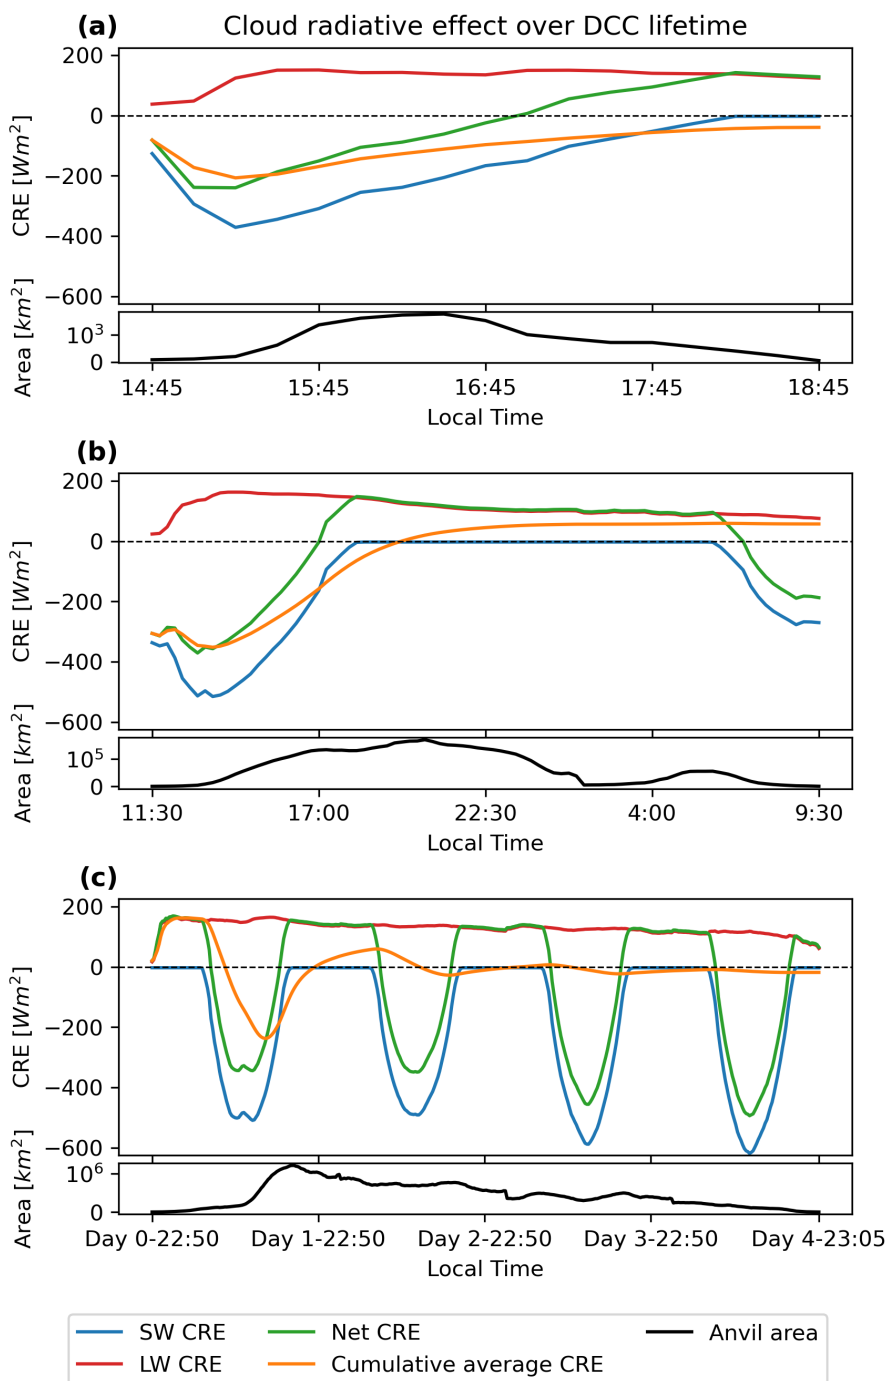 (a) Cloud radiative effect over DCC lifetime
200
0
−200
−400
−600
CRE [Wm²]
10³
0
Area [km²]
14:45 15:45 16:45 17:45 18:45
Local Time
(b)
200
0
−200
−400
−600
CRE [Wm²]
10⁵
0
Area [km²]
11:30 17:00 22:30 4:00 9:30
Local Time
(c)
200
0
−200
−400
−600
CRE [Wm²]
10⁶
0
Area [km²]
Day 0-22:50 Day 1-22:50 Day 2-22:50 Day 3-22:50 Day 4-23:05
Local Time
SW CRE Net CRE Anvil area
LW CRE Cumulative average CRE